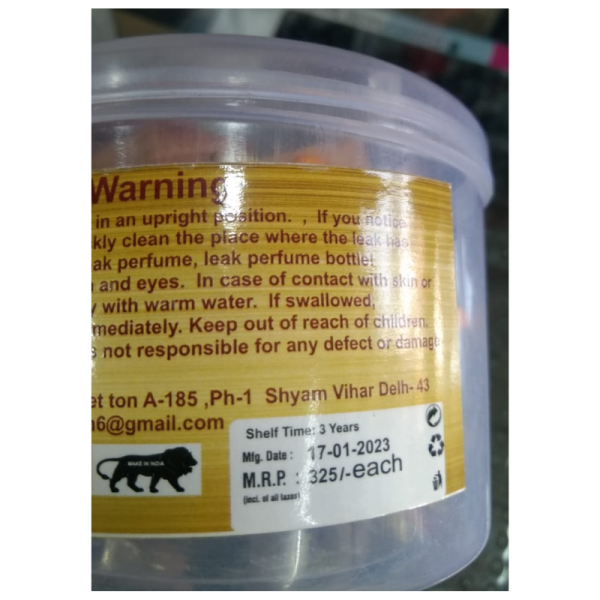 Warning
in an upright position. , If you notice
kly clean the place where the leak has
ak perfume, leak perfume bottlet
and eyes. In case of contact with skin or
y with warm water. If swallowed,
mediately. Keep out of reach of children.
s not responsible for any defect or damage
et ton A-185 ,Ph-1 Shyam Vihar Delh- 43
n6@gmail.com
MAKE IN INDIA
Shelf Time: 3 Years
Mfg. Date : 17-01-2023
M.R.P. : 325/-each
(incl. of all taxes)